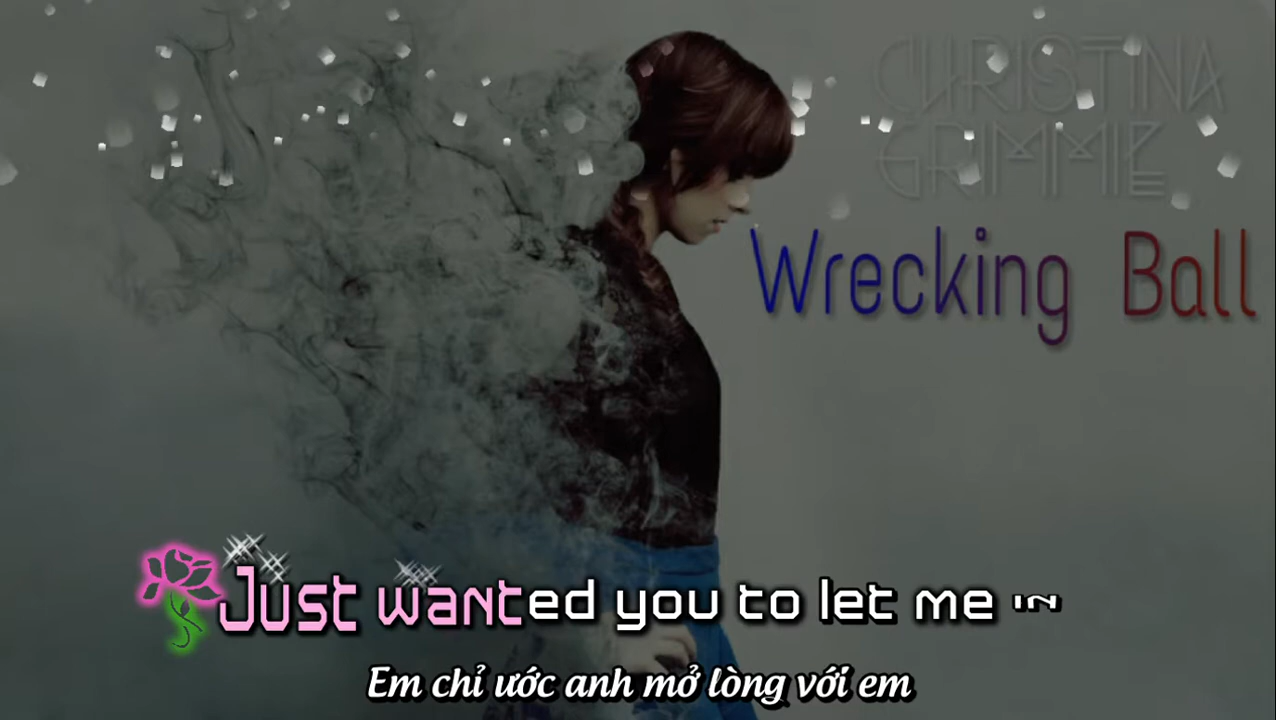 CHRISTINA
GRIMMIE
Wrecking Ball
Just wanted you to let me in
Em chỉ ước anh mở lòng với em